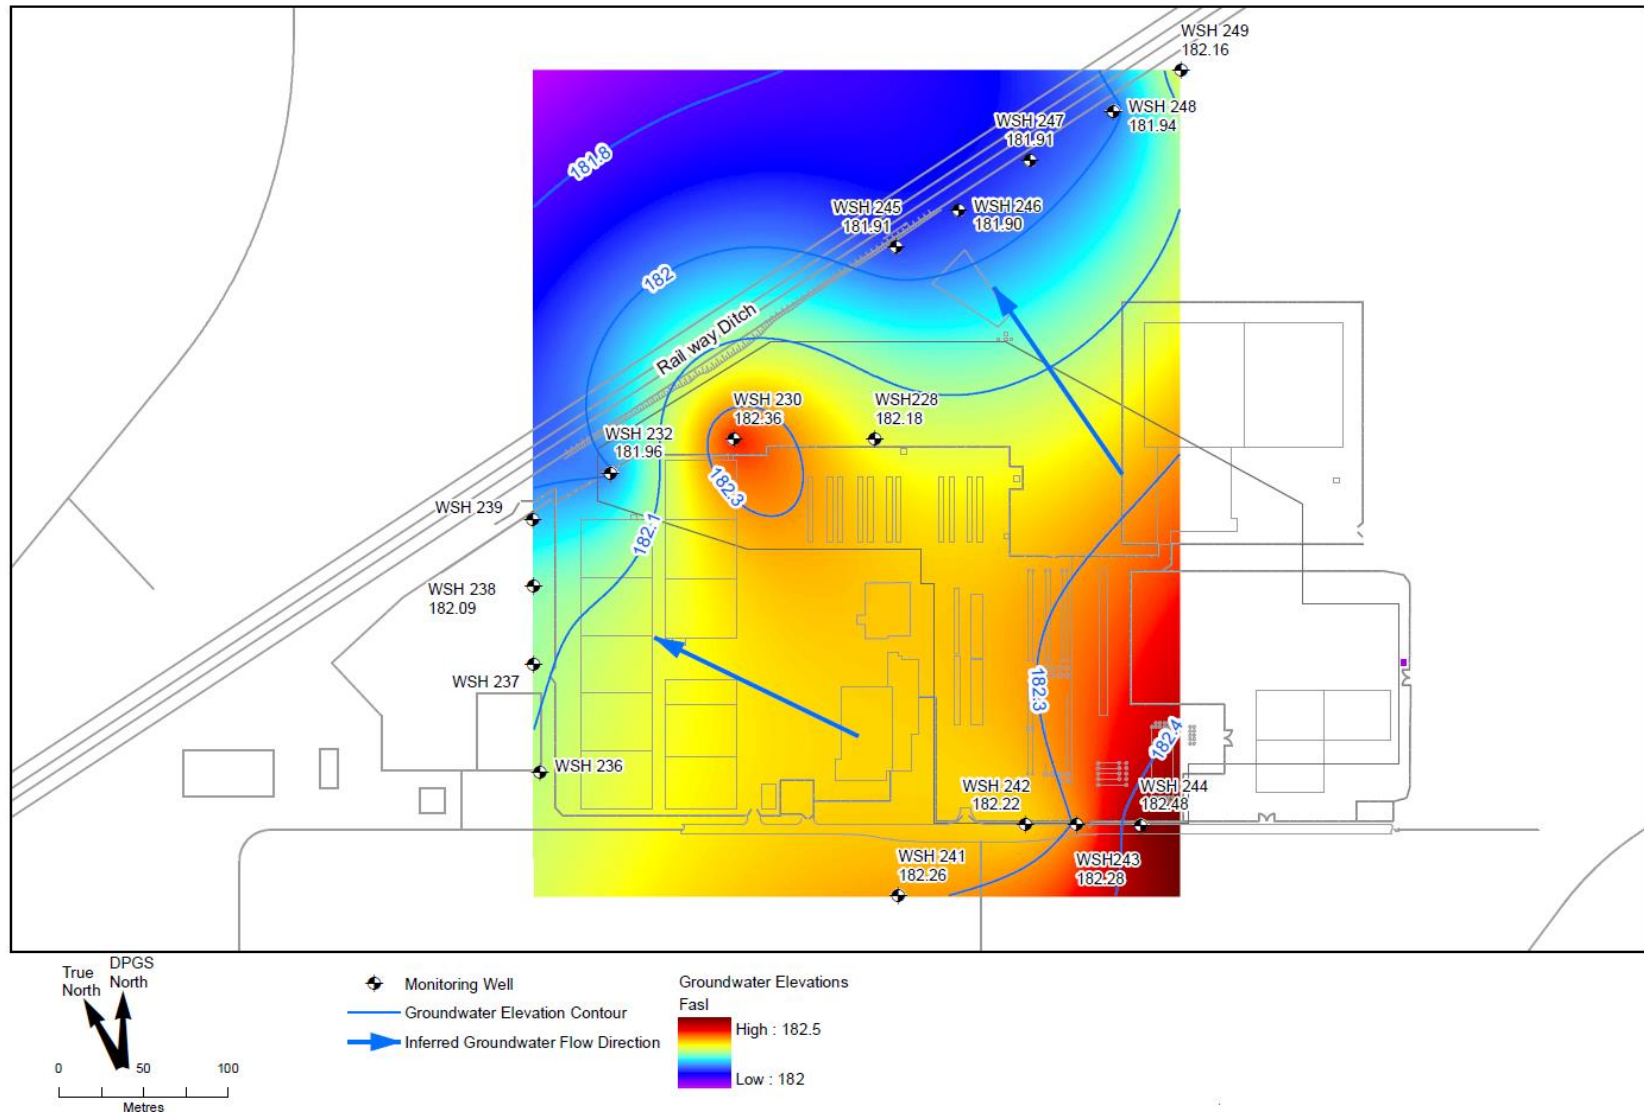 WSH 249
182.16
WSH 248
181.94
WSH 247
181.91
181.8
WSH 245
181.91
WSH 246
181.90
182
Rail way Ditch
WSH 230
182.36
WSH228
182.18
WSH 232
181.96
182.3
WSH 239
182.1
WSH 238
182.09
WSH 237
182.3
182.4
WSH 236
WSH 242
182.22
WSH 244
182.48
WSH 241
182.26
WSH243
182.28
True
North
DPGS
North
0 50 100
Metres
Monitoring Well
Groundwater Elevation Contour
Inferred Groundwater Flow Direction
Groundwater Elevations
Fasl
High : 182.5
Low : 182